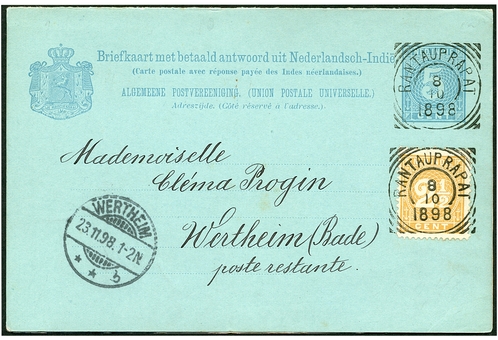 Briefkaart met betaald antwoord uit Nederlandsch-Indië
(Carte postale avec réponse payée des Indes néerlandaises.)
ALGEMEENE POSTVEREENIGING. (UNION POSTALE UNIVERSELLE.)
Adreszijde. (Côté réservé à l'adresse.)
RANTAUPRAPAT
8
10
1898
Mademoiselle
Cléma Progin
Wertheim (Bade)
poste restante.
RANTAUPRAPAT
8
10
1898
CENT
WERTHEIM
23.11.98.1-2N.
* * b